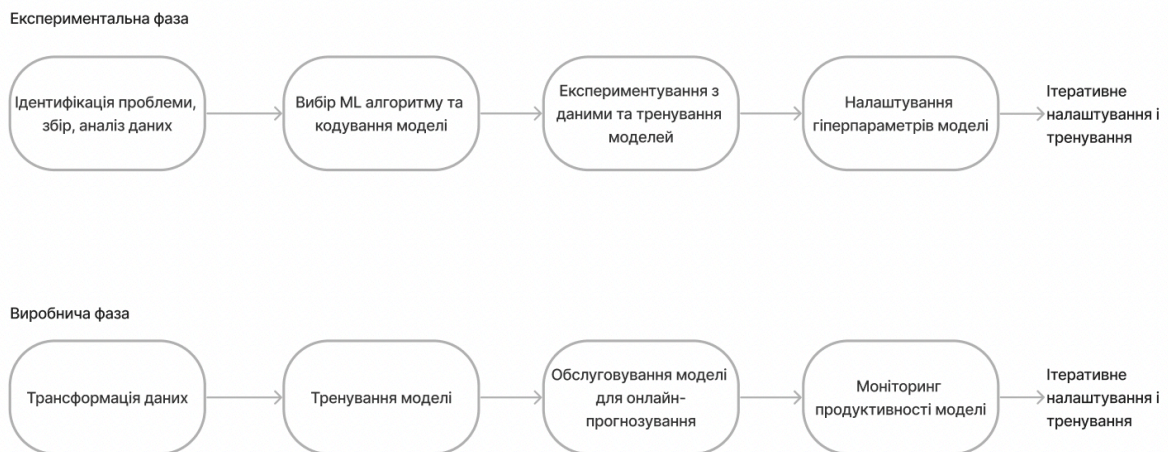 Експериментальна фаза
Ідентифікація проблеми,
збір, аналіз даних
Вибір ML алгоритму та
кодування моделі
Експериментування з
даними та тренування
моделей
Налаштування
гіперпараметрів моделі
Ітеративне
налаштування і
тренування
Виробнича фаза
Трансформація даних
Тренування моделі
Обслуговування моделі
для онлайн-
прогнозування
Моніторинг
продуктивності моделі
Ітеративне
налаштування і
тренування